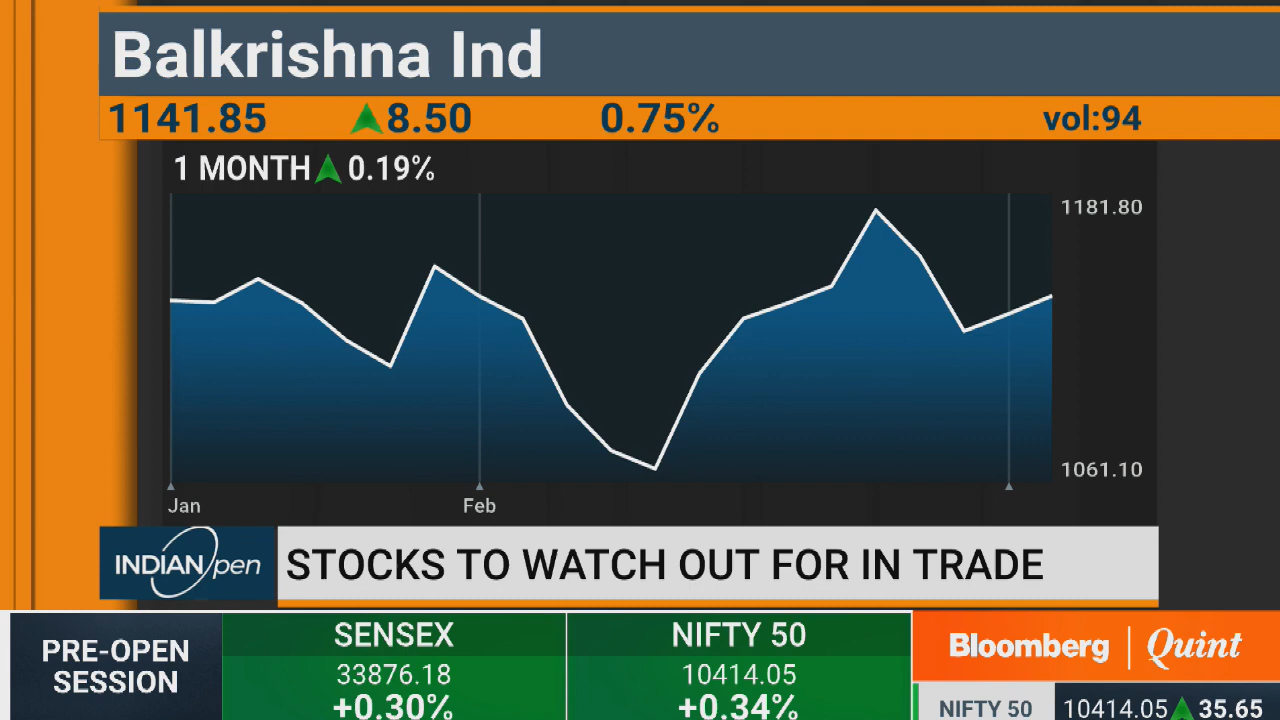 Balkrishna Ind
1141.85 ▲8.50 0.75% vol:94
1 MONTH▲0.19%
1181.80
1061.10
Jan Feb
INDIAN Open STOCKS TO WATCH OUT FOR IN TRADE
PRE-OPEN
SESSION
SENSEX
33876.18
+0.30%
NIFTY 50
10414.05
+0.34%
Bloomberg | Quint
NIFTY 50 10414.05▲35.65